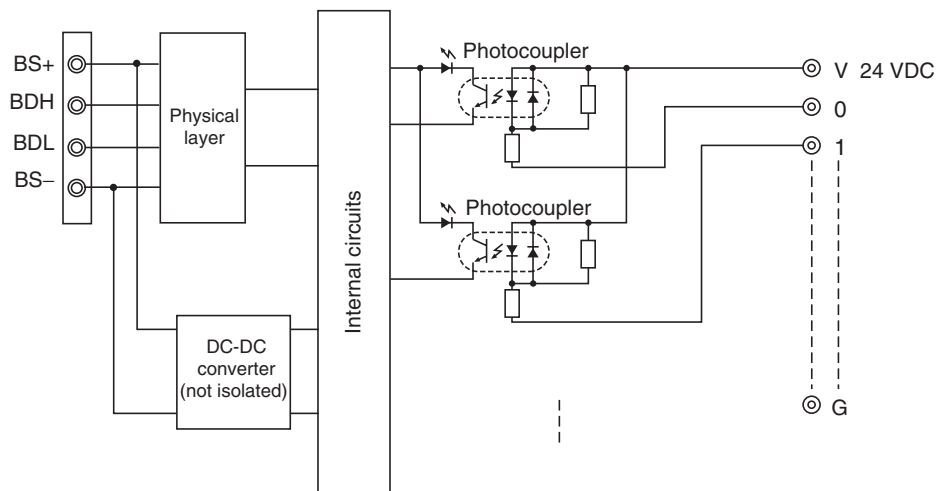 BS+
BDH
BDL
BS−
Physical
layer
DC-DC
converter
(not isolated)
Internal circuits
Photocoupler
Photocoupler
V 24 VDC
0
1
G